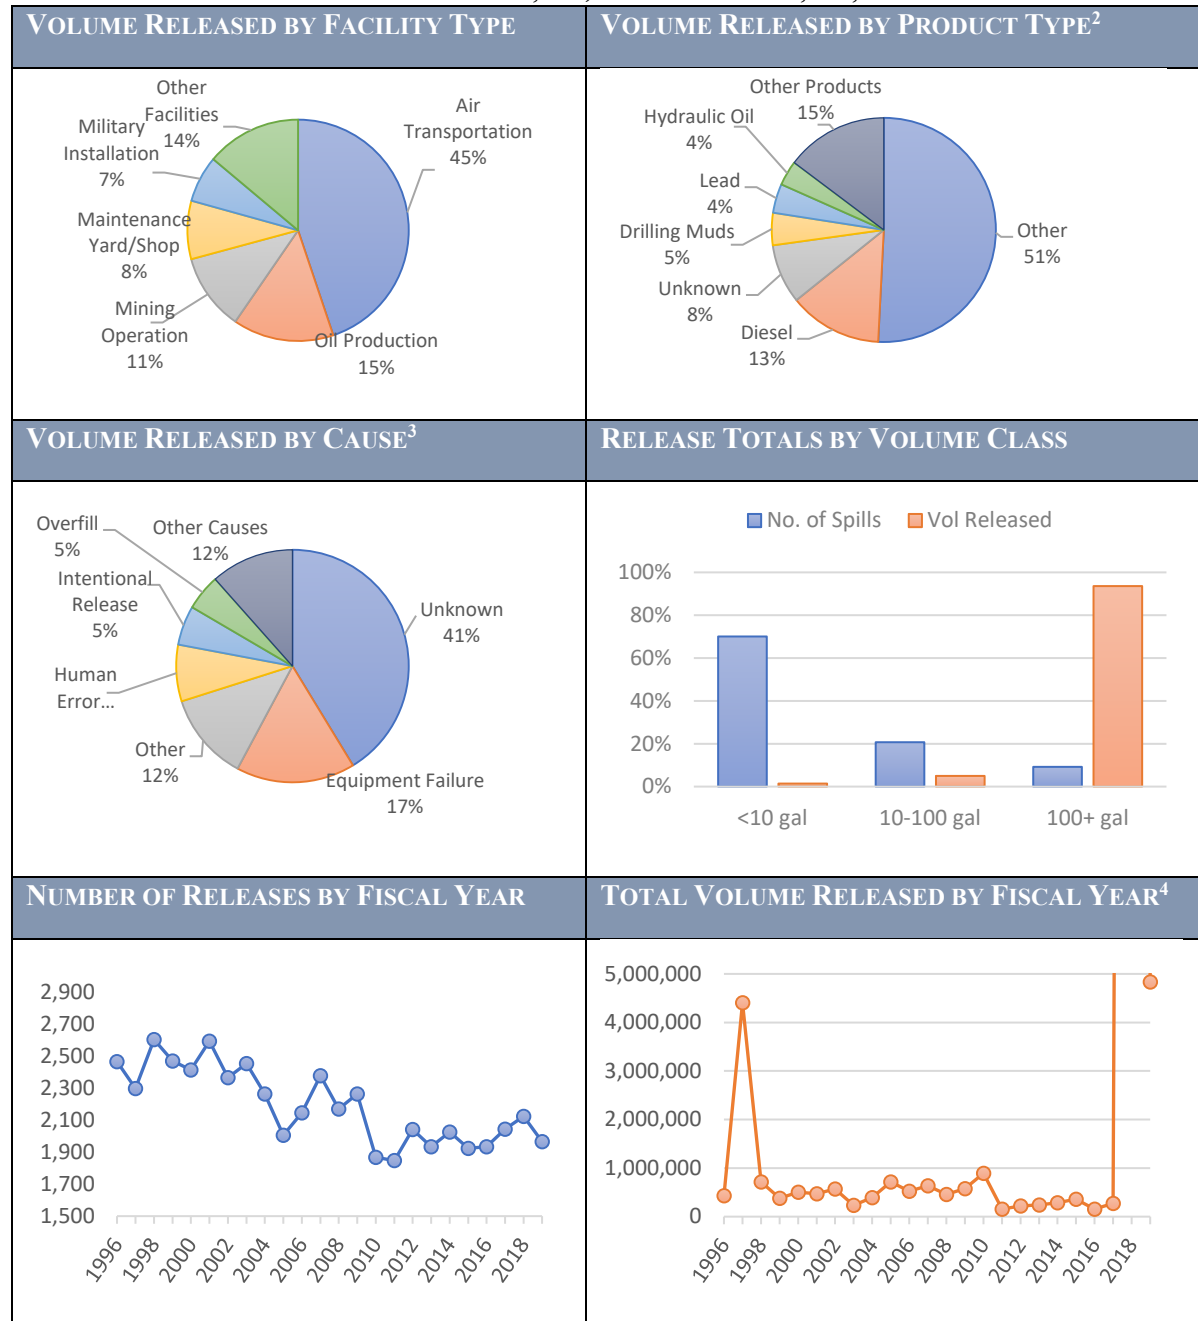 VOLUME RELEASED BY FACILITY TYPE
Other
Facilities
14%
Air
Transportation
45%
Military
Installation
7%
Maintenance
Yard/Shop
8%
Mining
Operation
11%
Oil Production
15%
VOLUME RELEASED BY PRODUCT TYPE²
Other Products
15%
Hydraulic Oil
4%
Lead
4%
Drilling Muds
5%
Unknown
8%
Diesel
13%
Other
51%
VOLUME RELEASED BY CAUSE³
Overfill
5%
Other Causes
12%
Intentional
Release
5%
Unknown
41%
Human
Error...
Other
12%
Equipment Failure
17%
RELEASE TOTALS BY VOLUME CLASS
No. of Spills Vol Released
100%
80%
60%
40%
20%
0%
<10 gal 10-100 gal 100+ gal
NUMBER OF RELEASES BY FISCAL YEAR
2,900
2,700
2,500
2,300
2,100
1,900
1,700
1,500
1996 1998 2000 2002 2004 2006 2008 2010 2012 2014 2016 2018
TOTAL VOLUME RELEASED BY FISCAL YEAR⁴
5,000,000
4,000,000
3,000,000
2,000,000
1,000,000
0
1996 1998 2000 2002 2004 2006 2008 2010 2012 2014 2016 2018